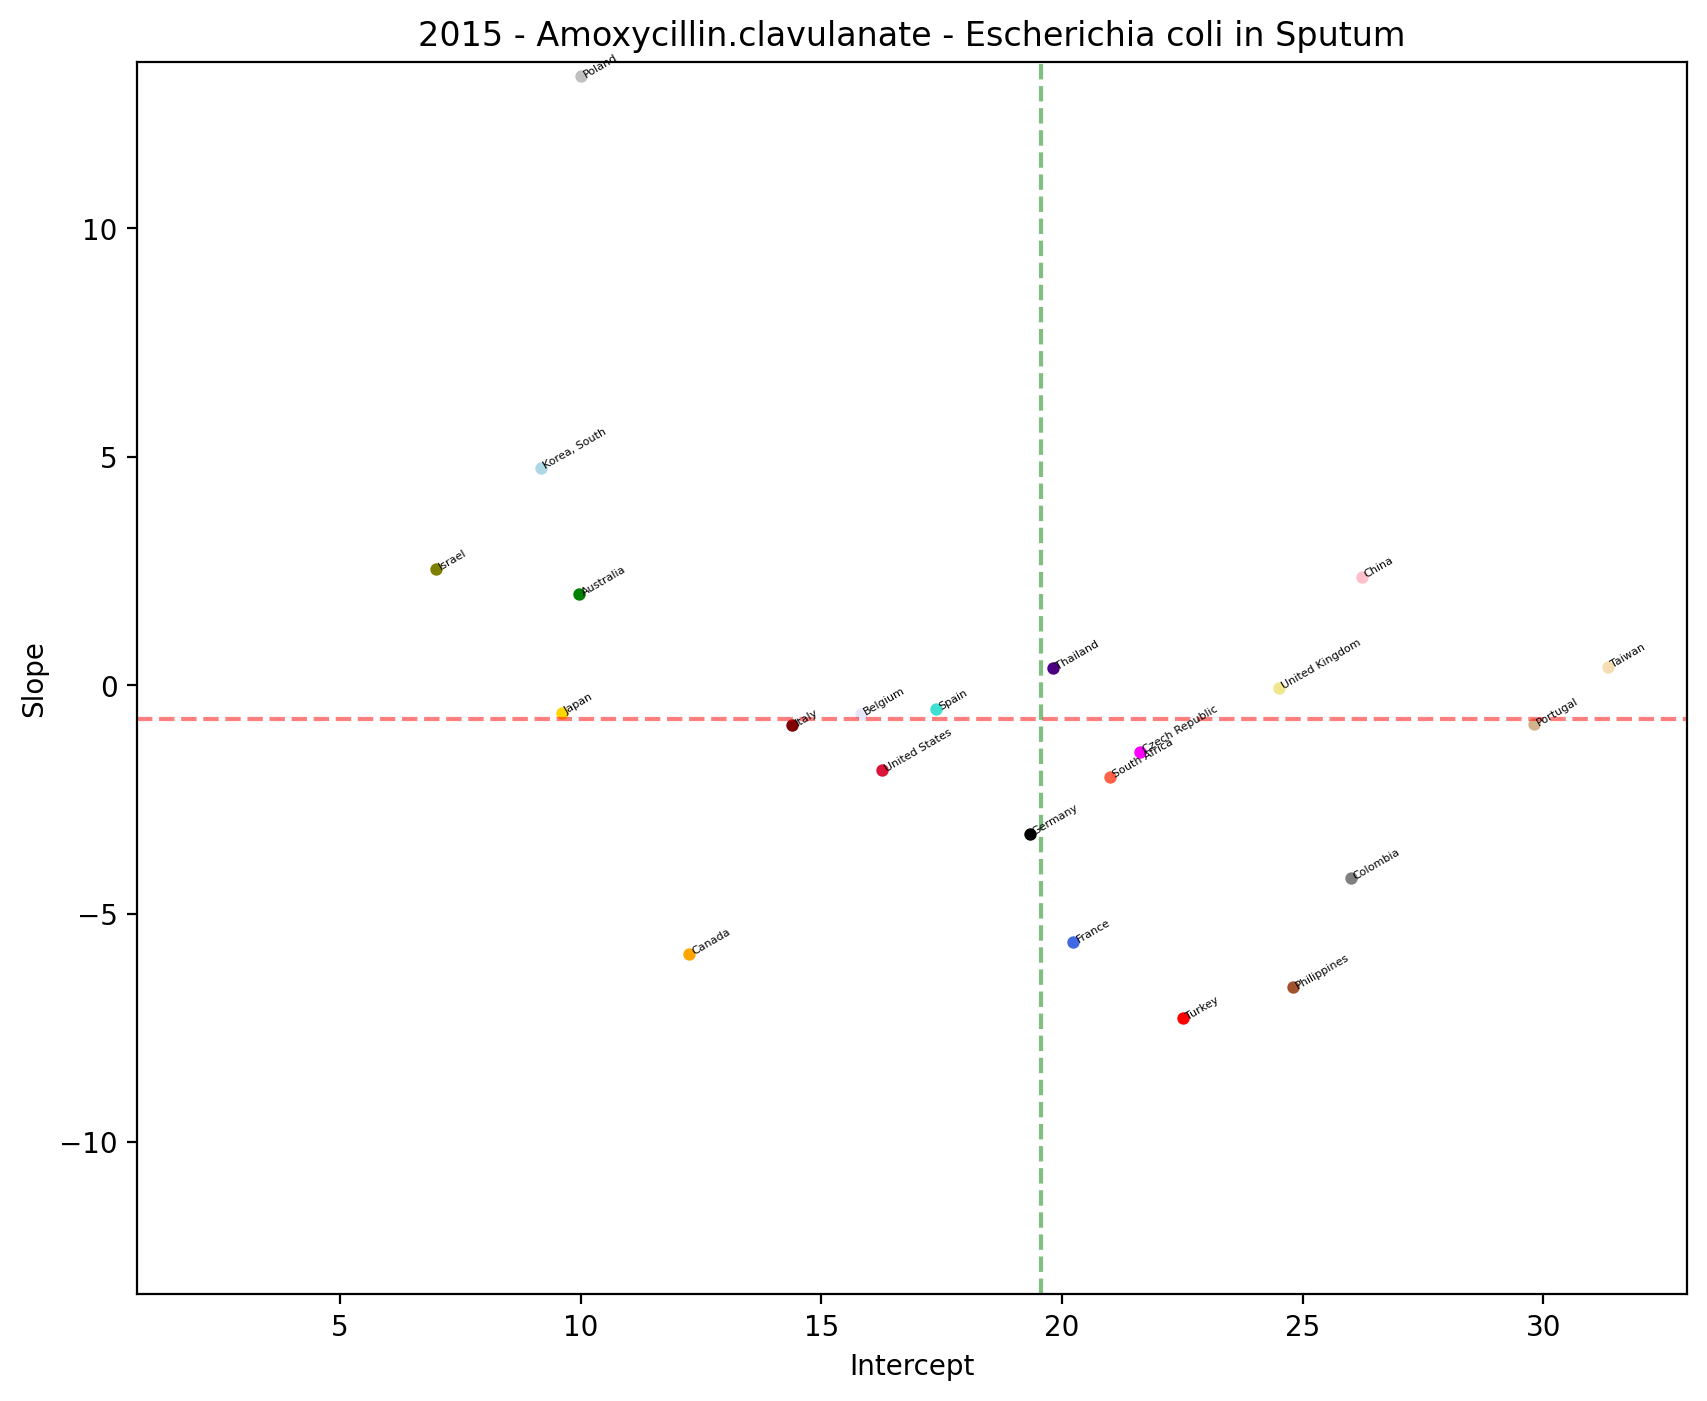 2015 - Amoxycillin.clavulanate - Escherichia coli in Sputum
Poland
10
Korea, South
5
Israel
China
Australia
Thailand
United Kingdom
Taiwan
Slope
0
Japan
Belgium
Spain
Italy
Czech Republic
Portugal
United States
South Africa
Germany
Colombia
−5
France
Canada
Philippines
Turkey
−10
5 10 15 20 25 30
Intercept